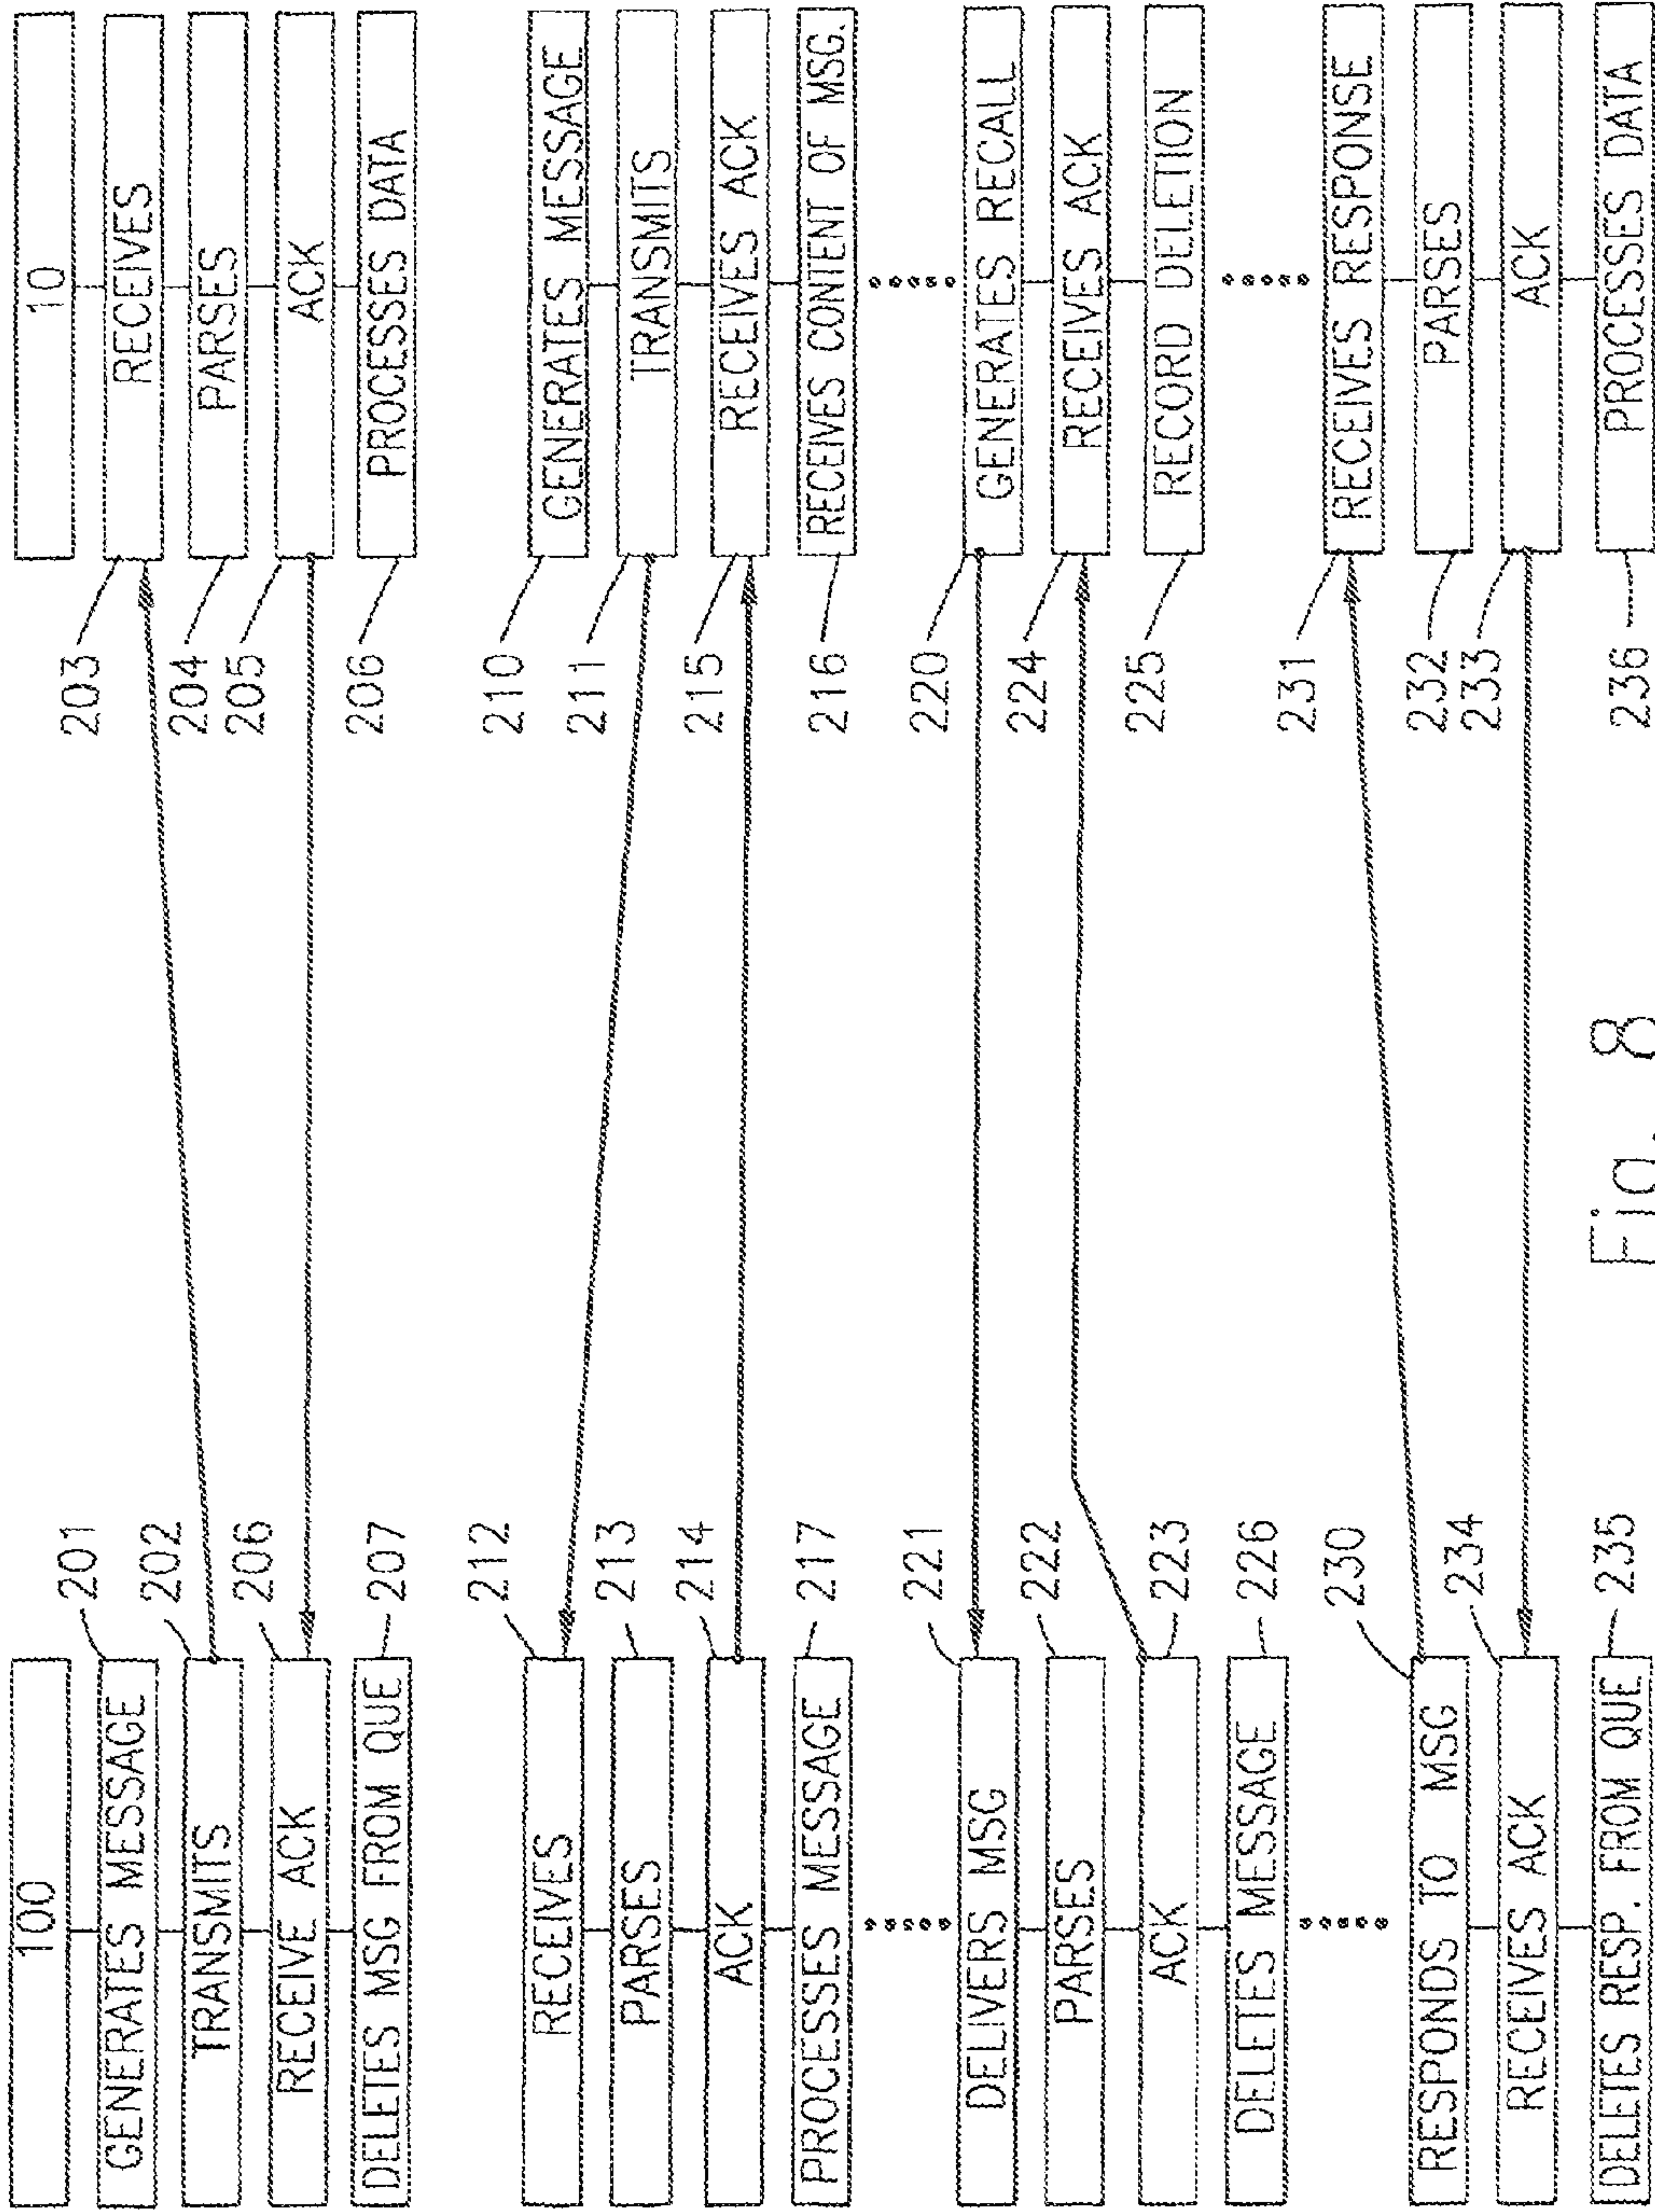 100
GENERATES MESSAGE
201
TRANSMITS
202
RECEIVE ACK
206
DELETES MSG FROM QUE
207
RECEIVES
212
PARSES
213
ACK
214
PROCESSES MESSAGE
217
DELIVERS MSG
221
PARSES
222
ACK
223
DELETES MESSAGE
226
RESPONDS TO MSG
230
RECEIVES ACK
234
DELETES RESP. FROM QUE
235
10
203
RECEIVES
204
PARSES
205
ACK
206
PROCESSES DATA
210
GENERATES MESSAGE
211
TRANSMITS
215
RECEIVES ACK
216
RECEIVES CONTENT OF MSG.
220
GENERATES RECALL
224
RECEIVES ACK
225
RECORD DELETION
231
RECEIVES RESPONSE
232
PARSES
233
ACK
236
PROCESSES DATA
Fig. 8